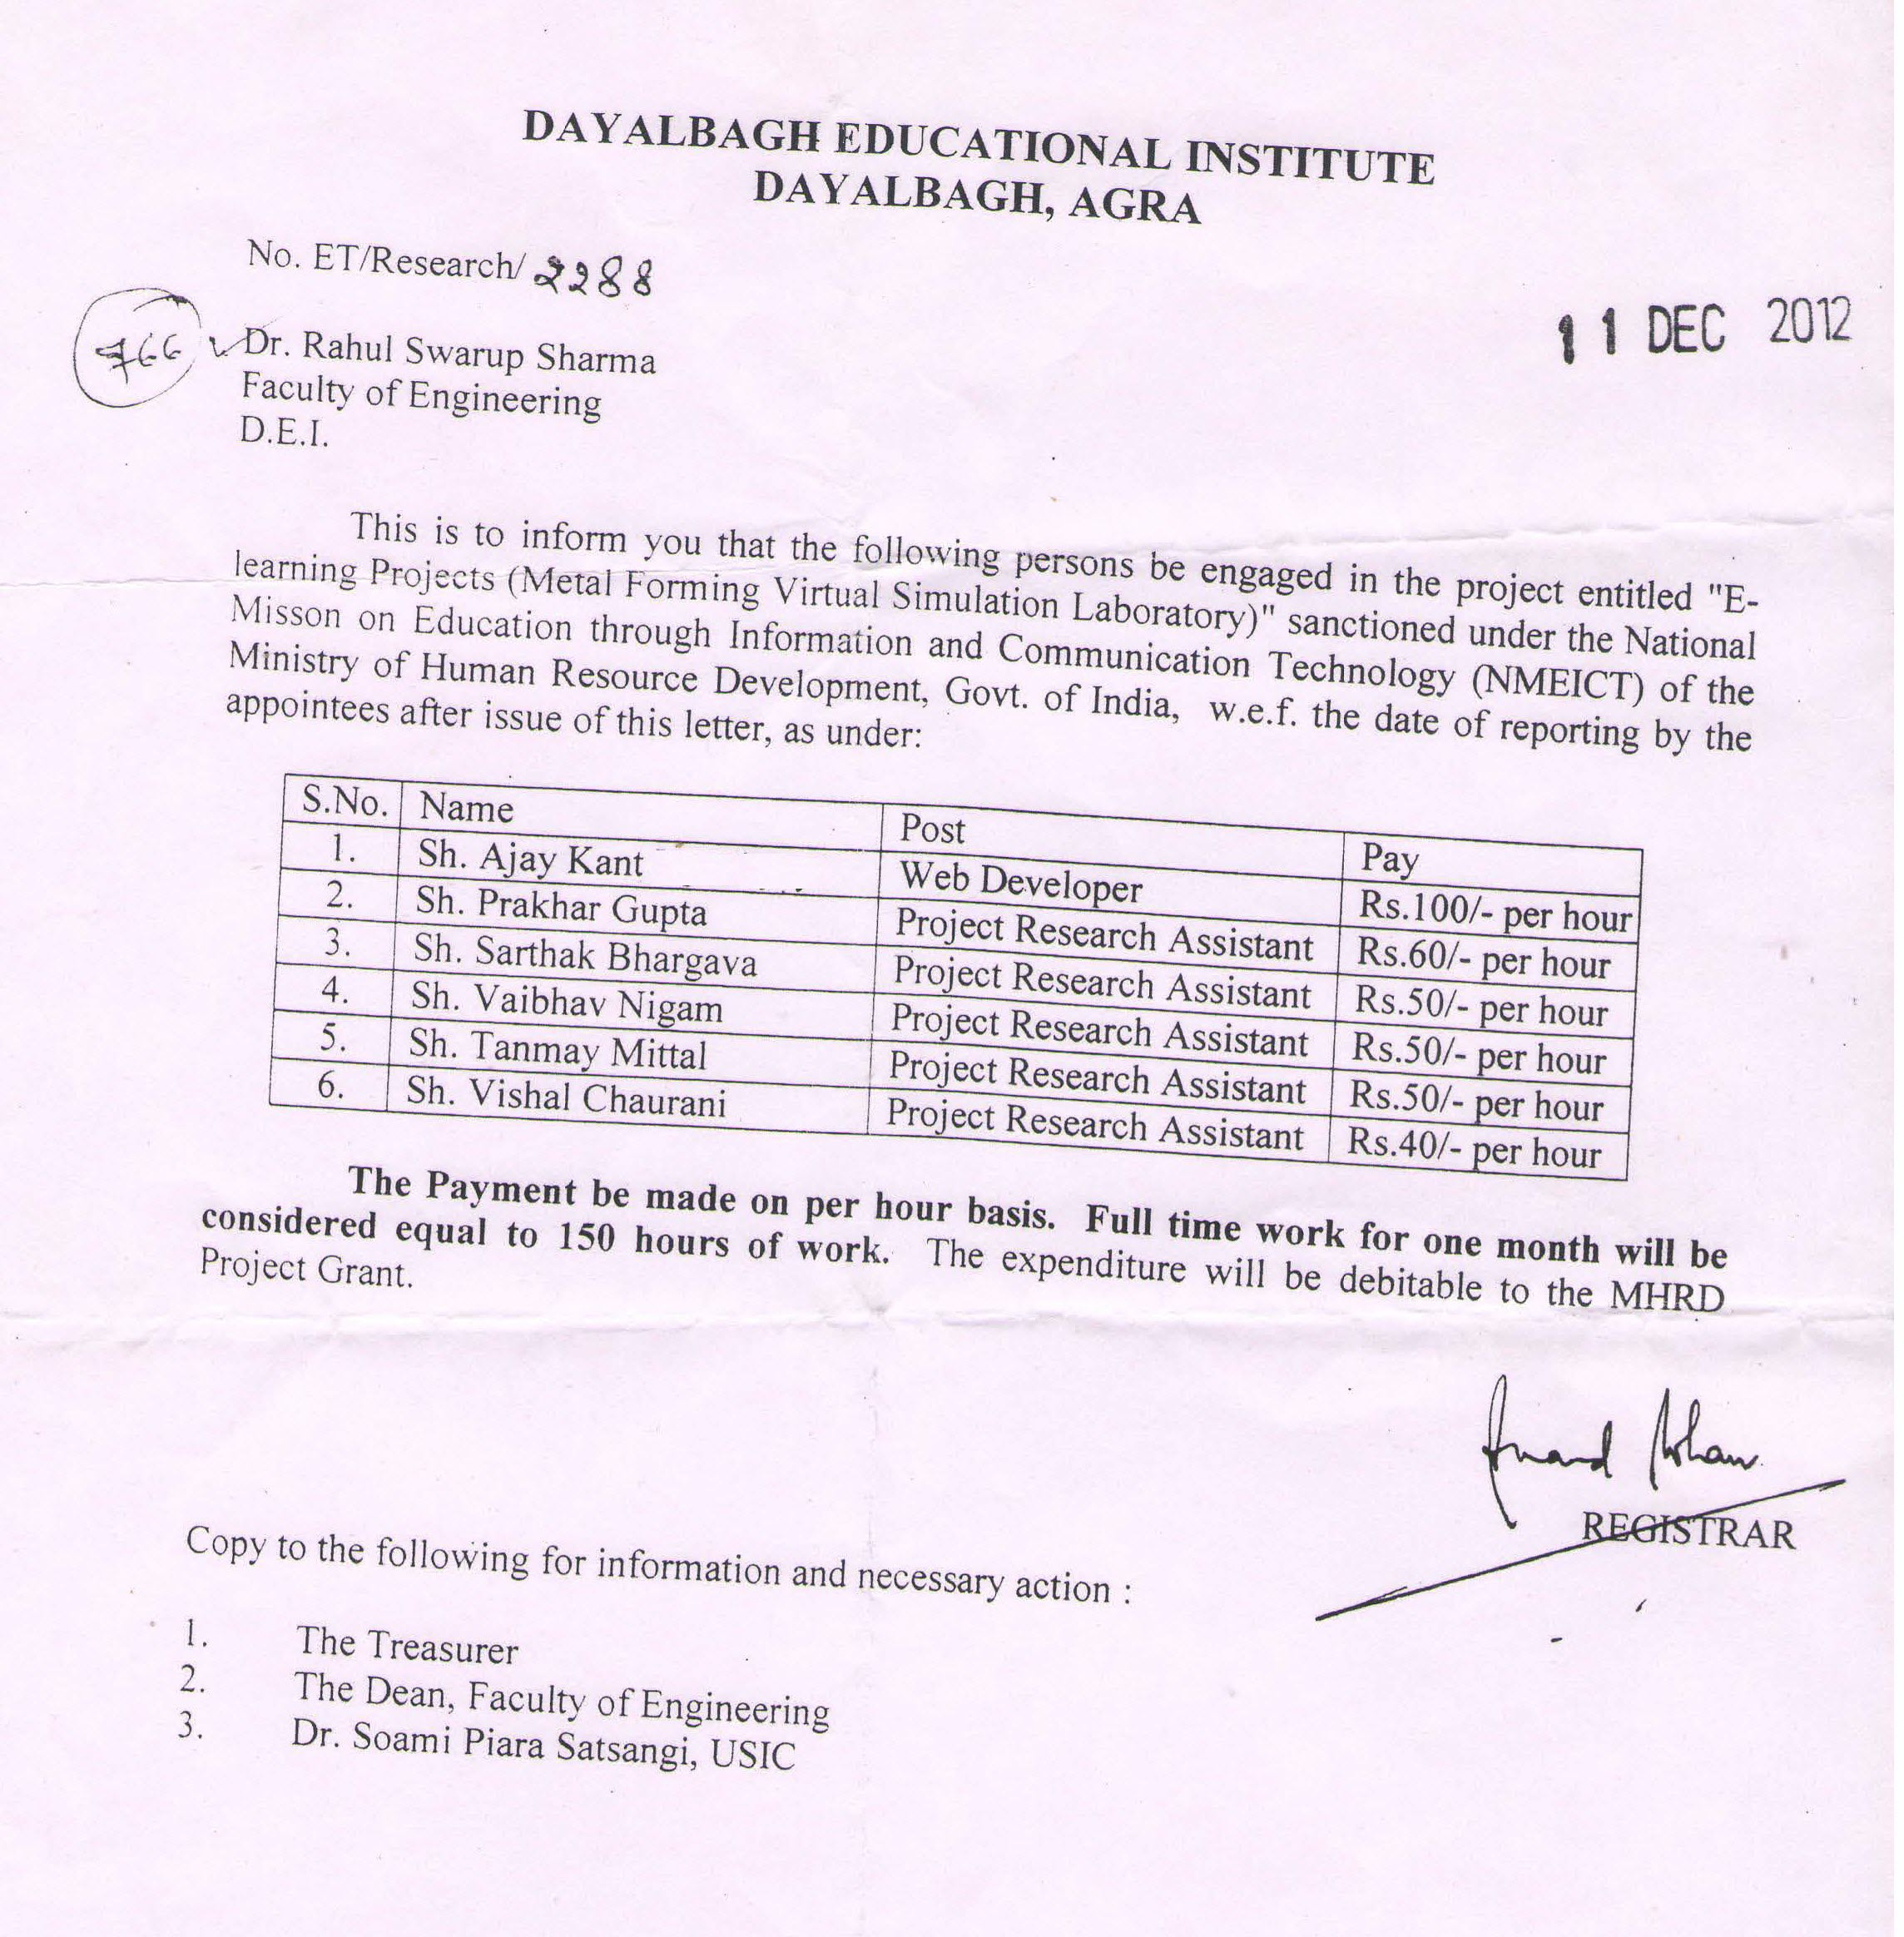 DAYALBAGH EDUCATIONAL INSTITUTE
DAYALBAGH, AGRA
No. ET/Research/ 2288
11 DEC 2012
766
Dr. Rahul Swarup Sharma
Faculty of Engineering
D.E.I.
This is to inform you that the following persons be engaged in the project entitled "E-
learning Projects (Metal Forming Virtual Simulation Laboratory)" sanctioned under the National
Misson on Education through Information and Communication Technology (NMEICT) of the
Ministry of Human Resource Development, Govt. of India, w.e.f. the date of reporting by the
appointees after issue of this letter, as under:
S.No. Name Post Pay
1. Sh. Ajay Kant Web Developer Rs.100/- per hour
2. Sh. Prakhar Gupta Project Research Assistant Rs.60/- per hour
3. Sh. Sarthak Bhargava Project Research Assistant Rs.50/- per hour
4. Sh. Vaibhav Nigam Project Research Assistant Rs.50/- per hour
5. Sh. Tanmay Mittal Project Research Assistant Rs.50/- per hour
6. Sh. Vishal Chaurani Project Research Assistant Rs.40/- per hour
The Payment be made on per hour basis. Full time work for one month will be
considered equal to 150 hours of work. The expenditure will be debitable to the MHRD
Project Grant.
Anand Mohan
REGISTRAR
Copy to the following for information and necessary action :
1. The Treasurer
2. The Dean, Faculty of Engineering
3. Dr. Soami Piara Satsangi, USIC